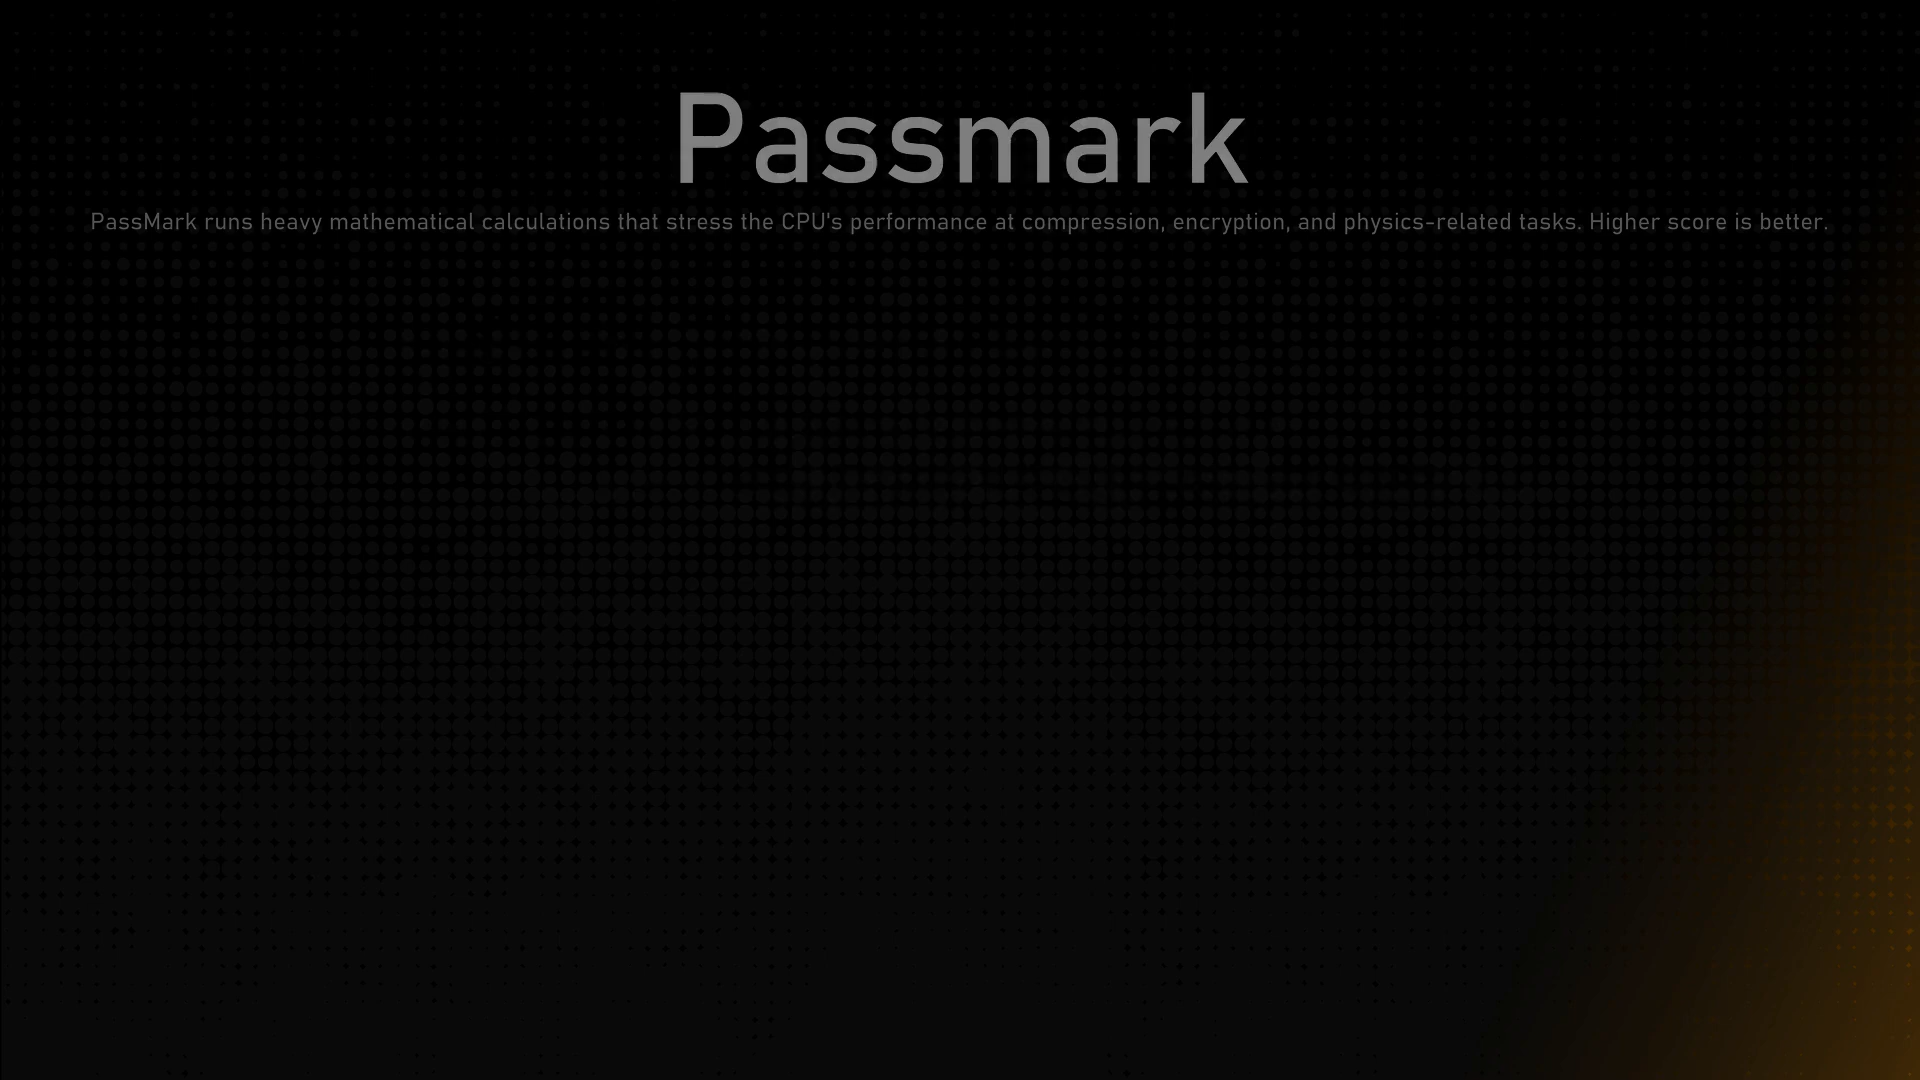 Passmark
PassMark runs heavy mathematical calculations that stress the CPU's performance at compression, encryption, and physics-related tasks. Higher score is better.